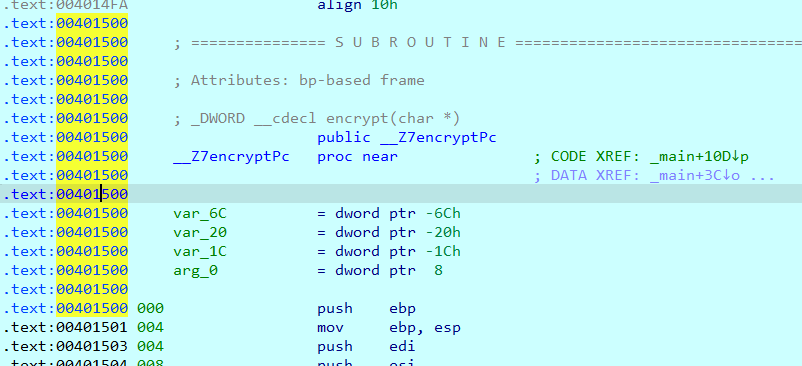 .text:004014FA align 10h
.text:00401500
.text:00401500 ; =============== S U B R O U T I N E ================================
.text:00401500
.text:00401500 ; Attributes: bp-based frame
.text:00401500
.text:00401500 ; _DWORD __cdecl encrypt(char *)
.text:00401500 public __Z7encryptPc
.text:00401500 __Z7encryptPc proc near ; CODE XREF: _main+10D↓p
.text:00401500 ; DATA XREF: _main+3C↓o ...
.text:00401500
.text:00401500 var_6C = dword ptr -6Ch
.text:00401500 var_20 = dword ptr -20h
.text:00401500 var_1C = dword ptr -1Ch
.text:00401500 arg_0 = dword ptr 8
.text:00401500
.text:00401500 000 push ebp
.text:00401501 004 mov ebp, esp
.text:00401503 004 push edi
.text:00401504 008 push esi